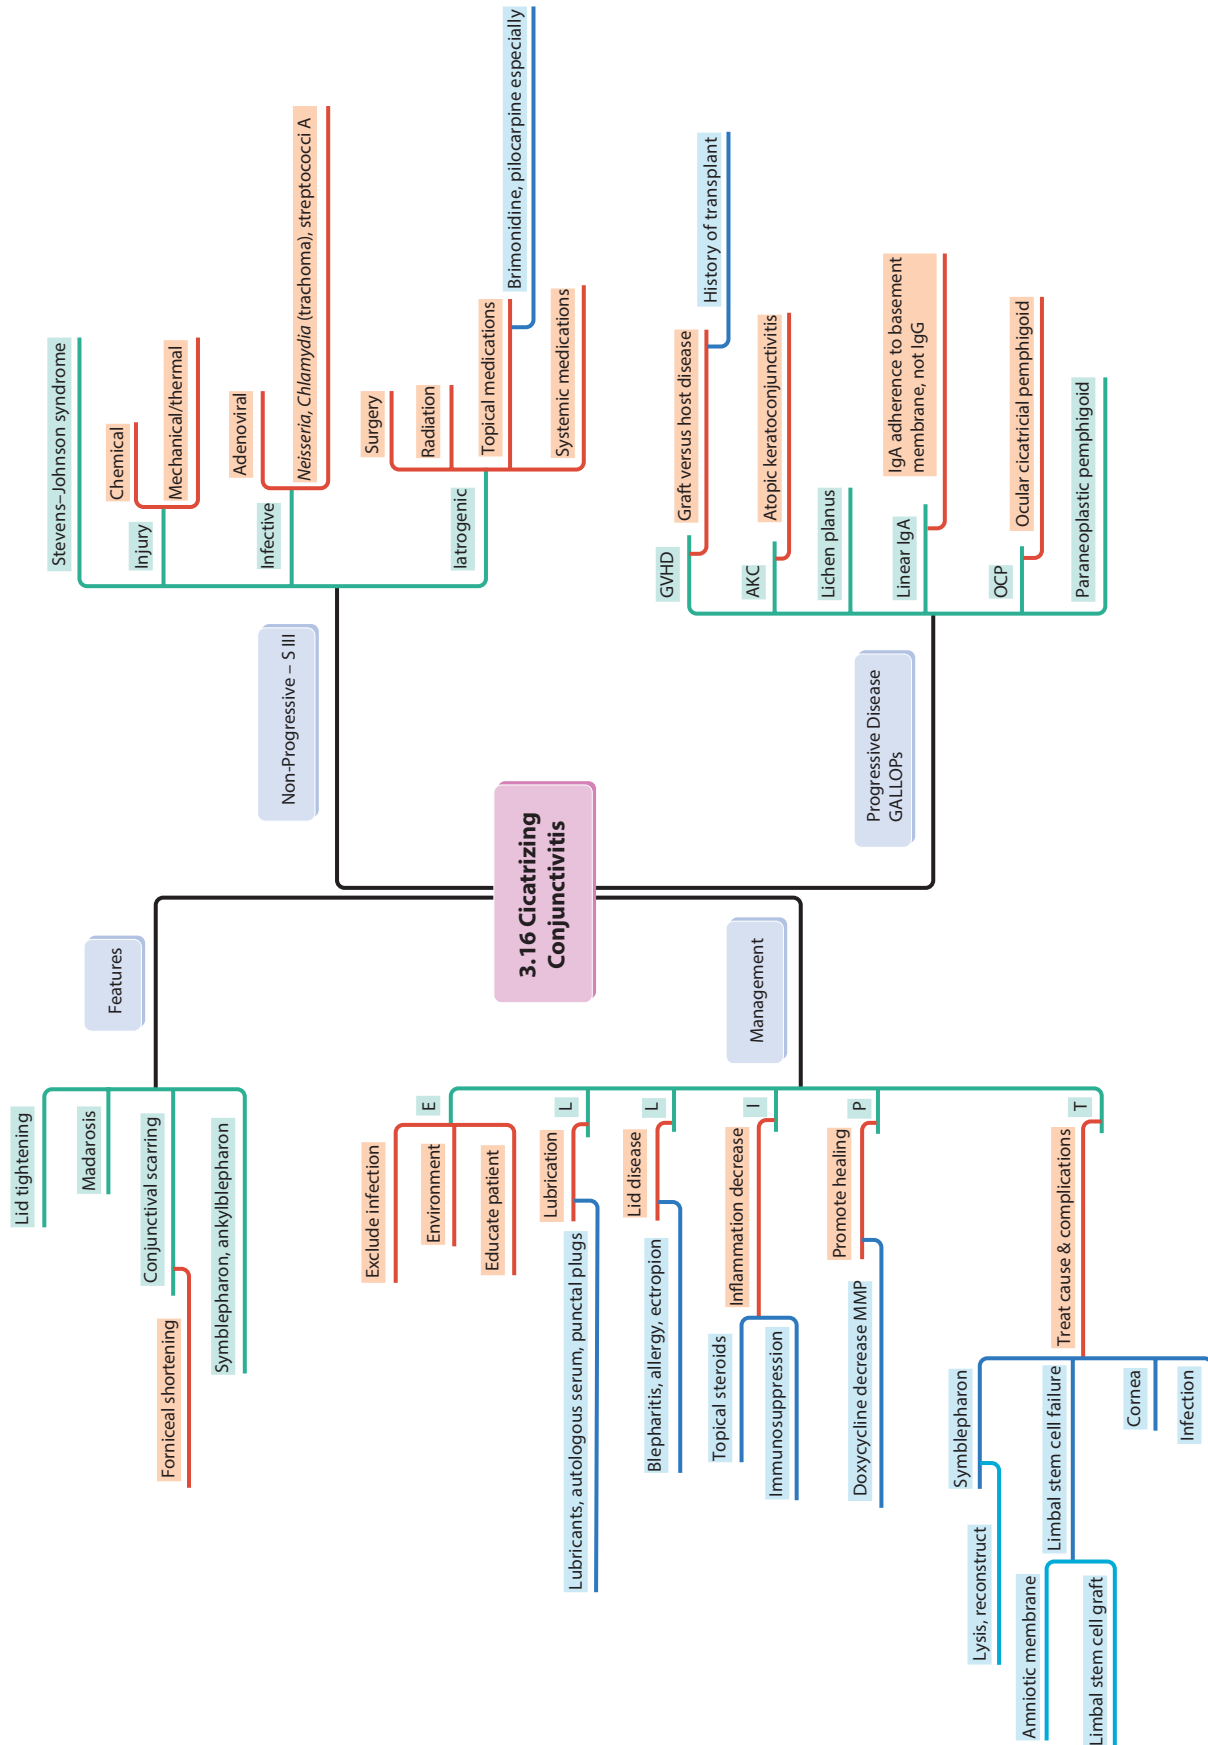 3.16 Cicatrizing
Conjunctivitis
Features
Lid tightening
Madarosis
Conjunctival scarring
Forniceal shortening
Symblepharon, ankylblepharon
Management
E
Exclude infection
Environment
Educate patient
L
Lubrication
Lubricants, autologous serum, punctal plugs
L
Lid disease
Blepharitis, allergy, ectropion
I
Inflammation decrease
Topical steroids
Immunosuppression
P
Promote healing
Doxycycline decrease MMP
T
Treat cause & complications
Symblepharon
Lysis, reconstruct
Limbal stem cell failure
Amniotic membrane
Limbal stem cell graft
Cornea
Infection
Non-Progressive – S III
Stevens–Johnson syndrome
Injury
Chemical
Mechanical/thermal
Infective
Adenoviral
Neisseria, Chlamydia (trachoma), streptococci A
Iatrogenic
Surgery
Radiation
Topical medications
Brimonidine, pilocarpine especially
Systemic medications
Progressive Disease
GALLOPs
GVHD
Graft versus host disease
History of transplant
AKC
Atopic keratoconjunctivitis
Lichen planus
Linear IgA
IgA adherence to basement
membrane, not IgG
OCP
Ocular cicatricial pemphigoid
Paraneoplastic pemphigoid